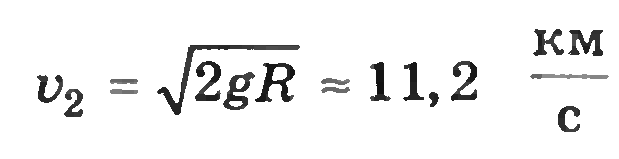 v₂ = √2gR ≈ 11,2 км/с